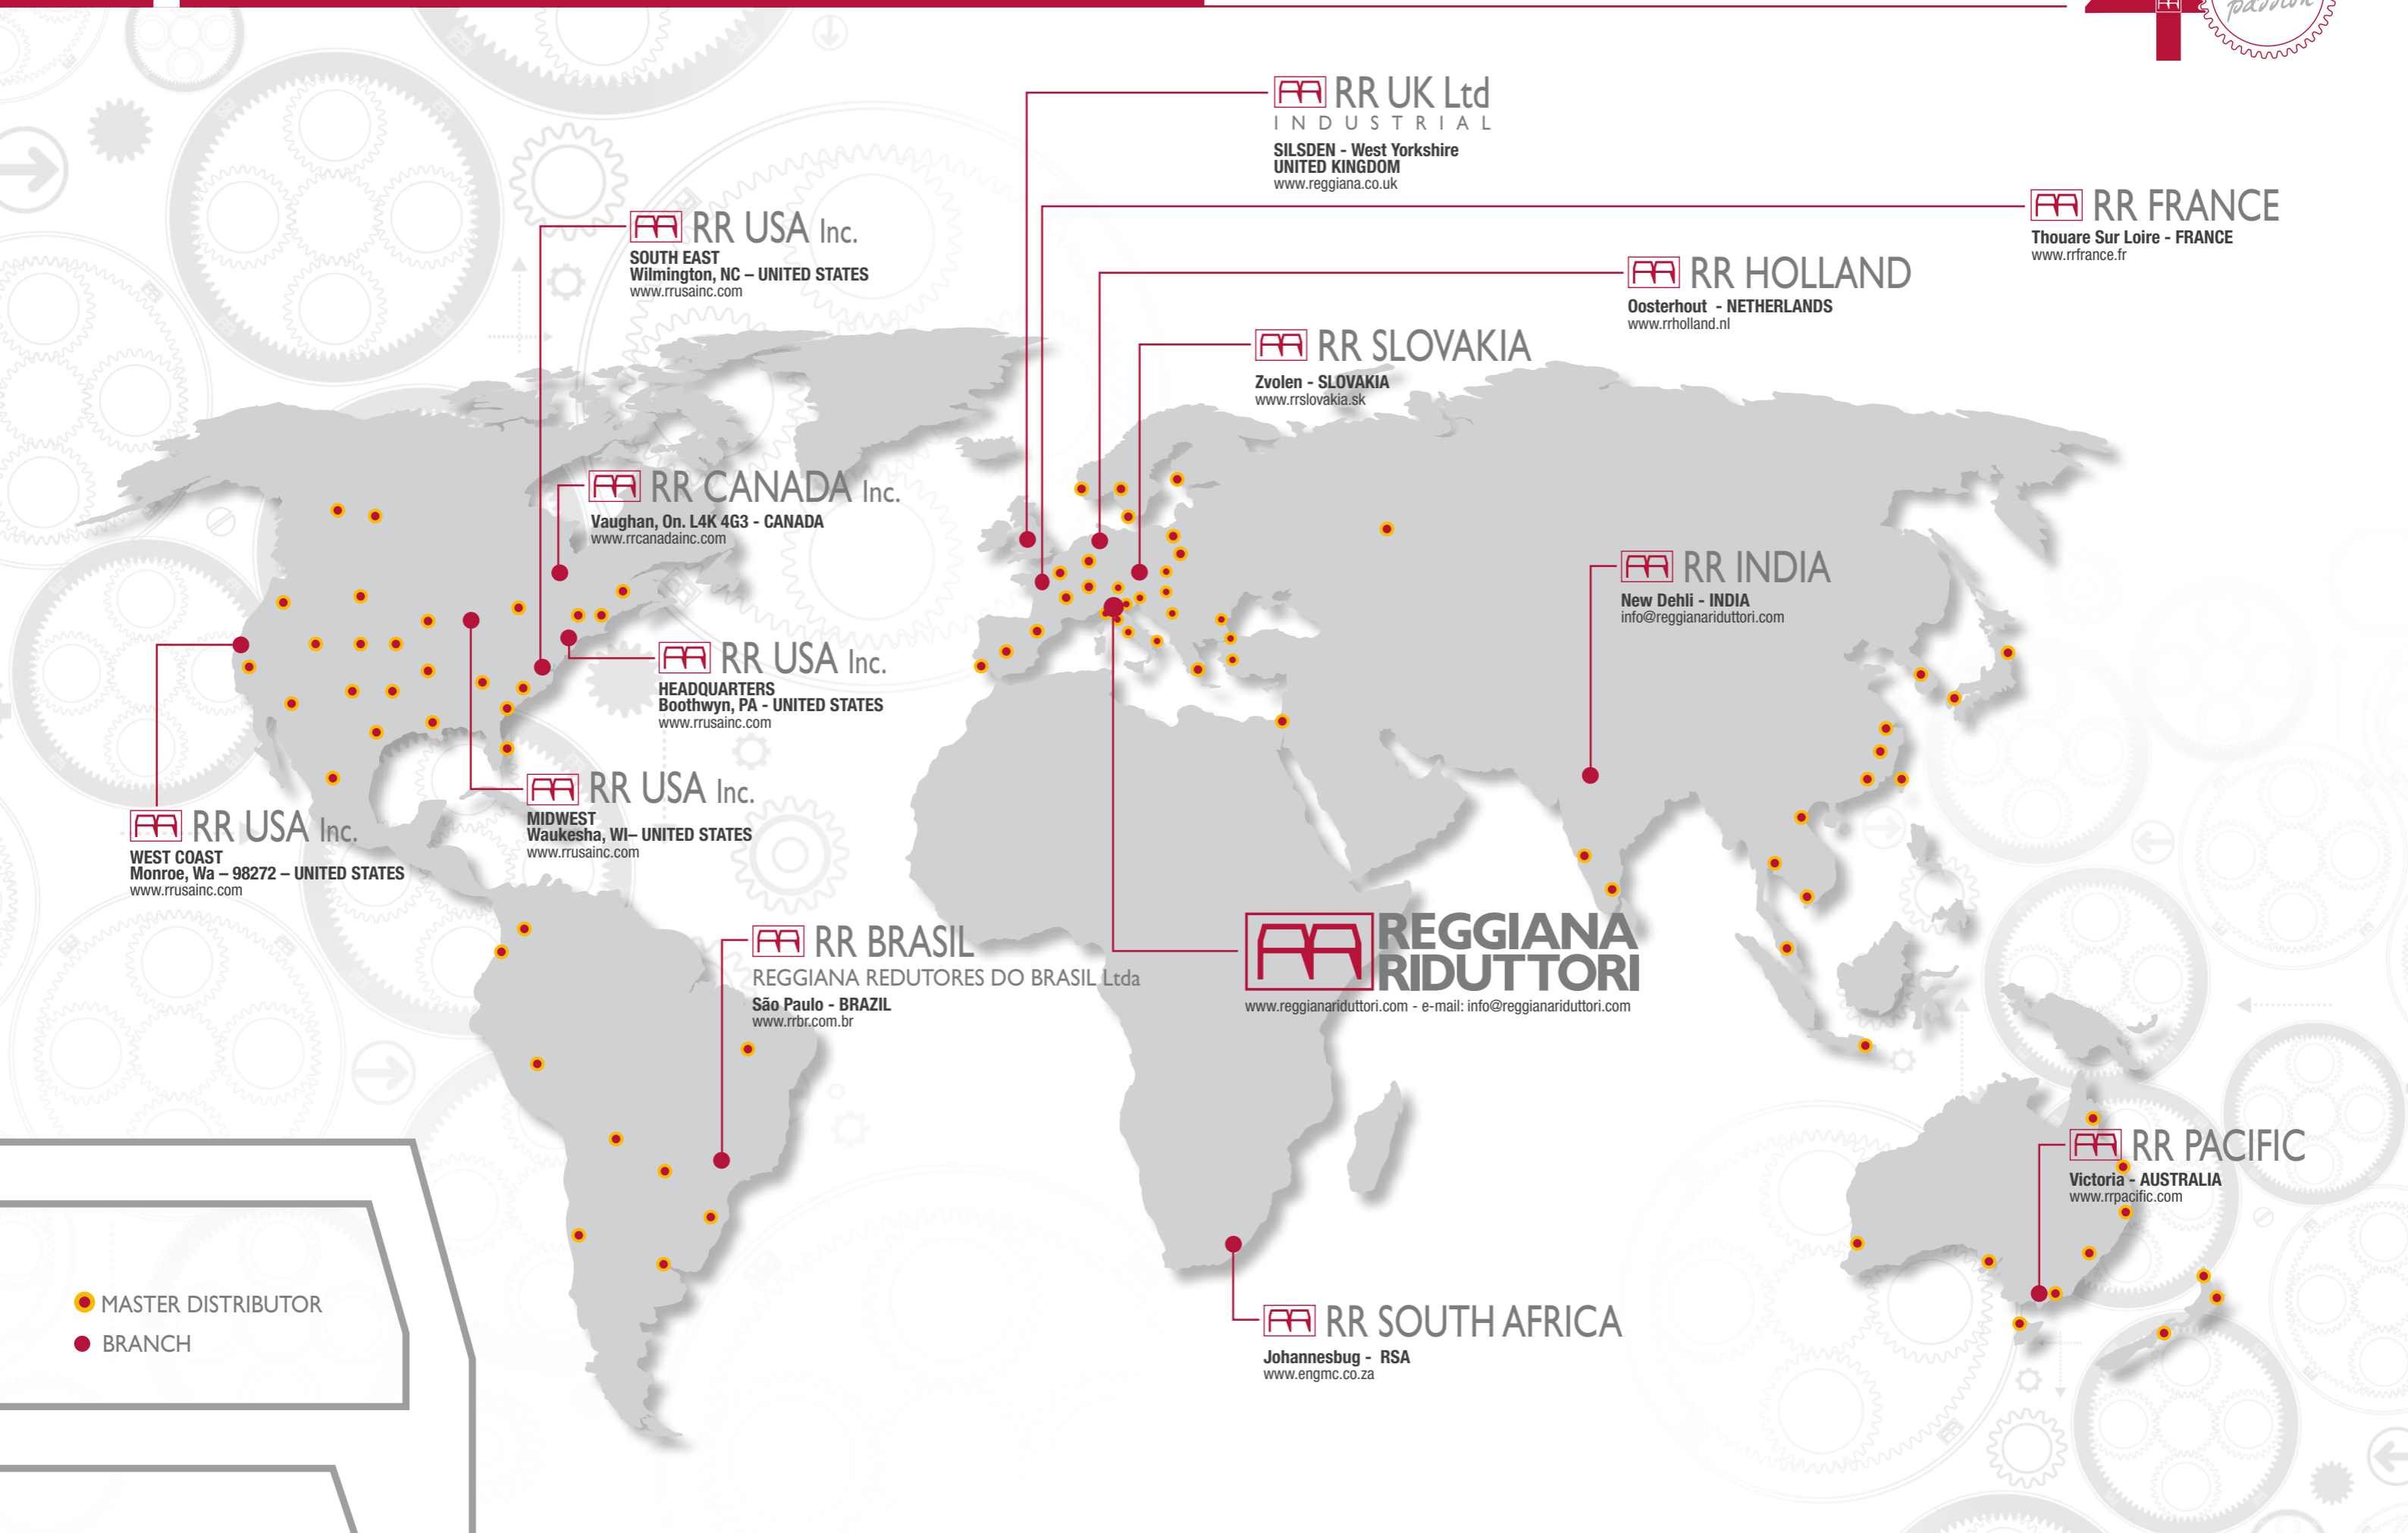 passion
RR UK Ltd
INDUSTRIAL
SILSDEN - West Yorkshire
UNITED KINGDOM
www.reggiana.co.uk
RR FRANCE
Thouare Sur Loire - FRANCE
www.rrfrance.fr
RR USA Inc.
SOUTH EAST
Wilmington, NC – UNITED STATES
www.rrusainc.com
RR HOLLAND
Oosterhout - NETHERLANDS
www.rrholland.nl
RR SLOVAKIA
Zvolen - SLOVAKIA
www.rrslovakia.sk
RR CANADA Inc.
Vaughan, On. L4K 4G3 - CANADA
www.rrcanadainc.com
RR INDIA
New Dehli - INDIA
info@reggianariduttori.com
RR USA Inc.
HEADQUARTERS
Boothwyn, PA - UNITED STATES
www.rrusainc.com
RR USA Inc.
MIDWEST
Waukesha, WI– UNITED STATES
www.rrusainc.com
RR USA Inc.
WEST COAST
Monroe, Wa – 98272 – UNITED STATES
www.rrusainc.com
RR BRASIL
REGGIANA REDUTORES DO BRASIL Ltda
São Paulo - BRAZIL
www.rrbr.com.br
REGGIANA
RIDUTTORI
www.reggianariduttori.com - e-mail: info@reggianariduttori.com
RR PACIFIC
Victoria - AUSTRALIA
www.rrpacific.com
RR SOUTH AFRICA
Johannesbug - RSA
www.engmc.co.za
MASTER DISTRIBUTOR
BRANCH